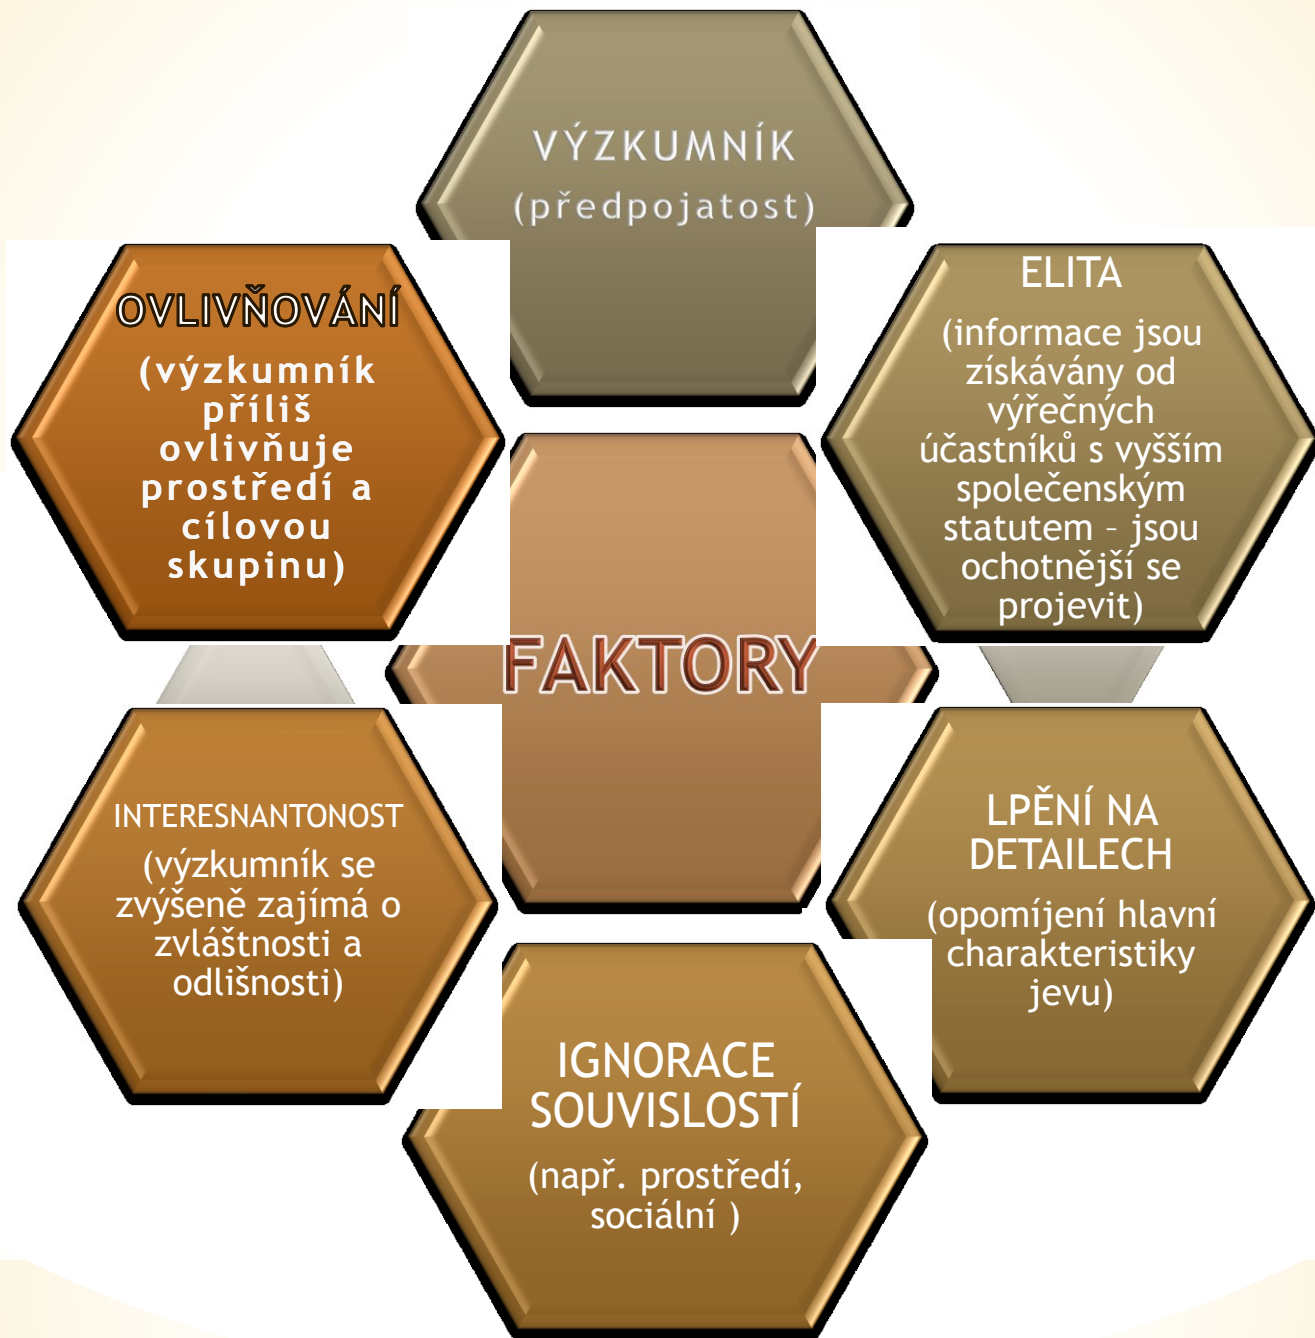 VÝZKUMNÍK
(předpojatost)
OVLIVŇOVÁNÍ
(výzkumník
příliš
ovlivňuje
prostředí a
cílovou
skupinu)
ELITA
(informace jsou
získávány od
výřečných
účastníků s vyšším
společenským
statutem – jsou
ochotnější se
projevit)
FAKTORY
INTERESNANTONOST
(výzkumník se
zvýšeně zajímá o
zvláštnosti a
odlišnosti)
LPĚNÍ NA
DETAILECH
(opomíjení hlavní
charakteristiky
jevu)
IGNORACE
SOUVISLOSTÍ
(např. prostředí,
sociální )